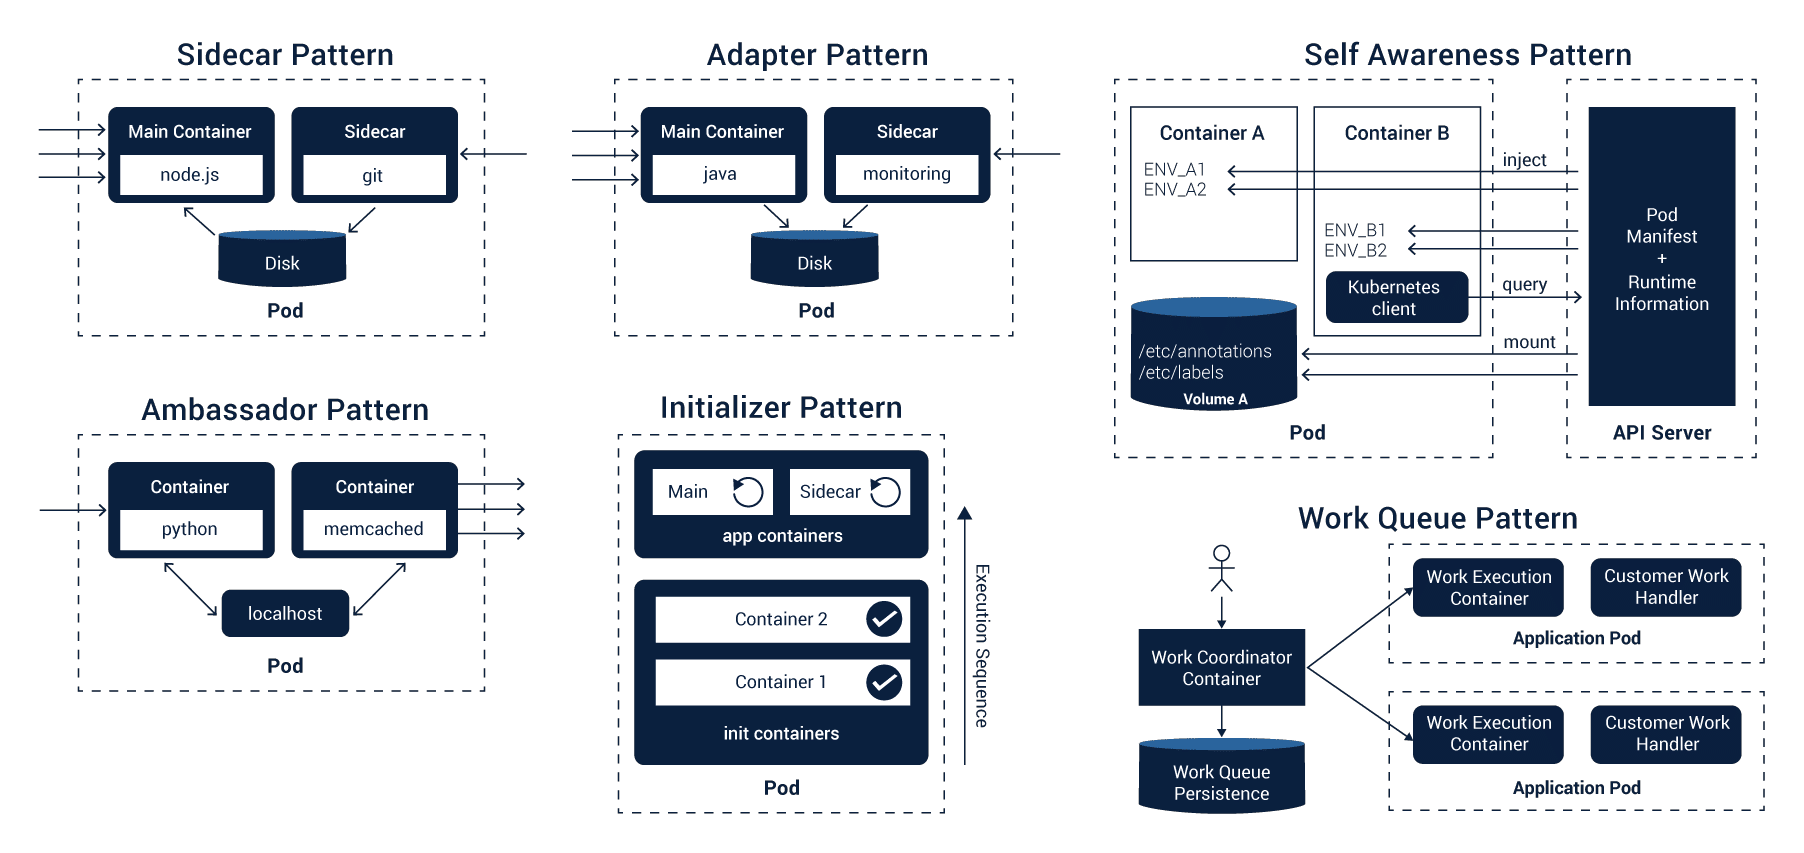 Sidecar Pattern
Main Container
node.js
Sidecar
git
Disk
Pod
Adapter Pattern
Main Container
java
Sidecar
monitoring
Disk
Pod
Self Awareness Pattern
Container A
ENV_A1
ENV_A2
Container B
ENV_B1
ENV_B2
Kubernetes
client
inject
query
mount
/etc/annotations
/etc/labels
Volume A
Pod
Pod
Manifest
+
Runtime
Information
API Server
Ambassador Pattern
Container
python
Container
memcached
localhost
Pod
Initializer Pattern
Main
Sidecar
app containers
Container 2
Container 1
init containers
Execution Sequence
Pod
Work Queue Pattern
Work Coordinator
Container
Work Queue
Persistence
Work Execution
Container
Customer Work
Handler
Application Pod
Work Execution
Container
Customer Work
Handler
Application Pod